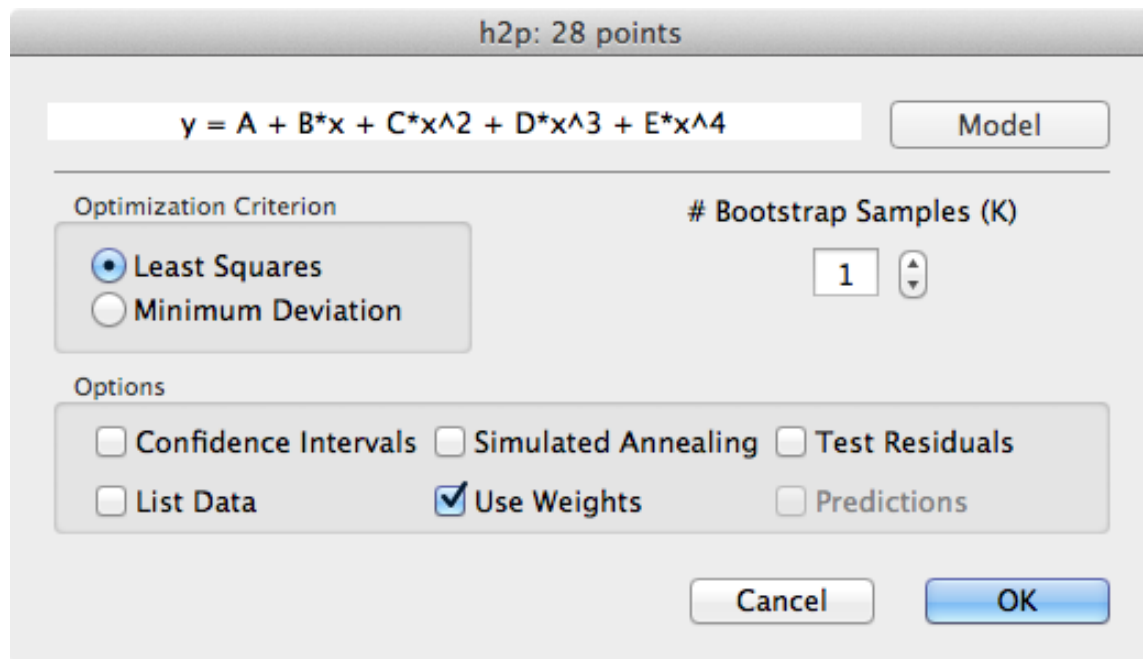 h2p: 28 points
y = A + B*x + C*x^2 + D*x^3 + E*x^4
Model
Optimization Criterion
# Bootstrap Samples (K)
Least Squares
1
Minimum Deviation
Options
Confidence Intervals
Simulated Annealing
Test Residuals
List Data
Use Weights
Predictions
Cancel
OK